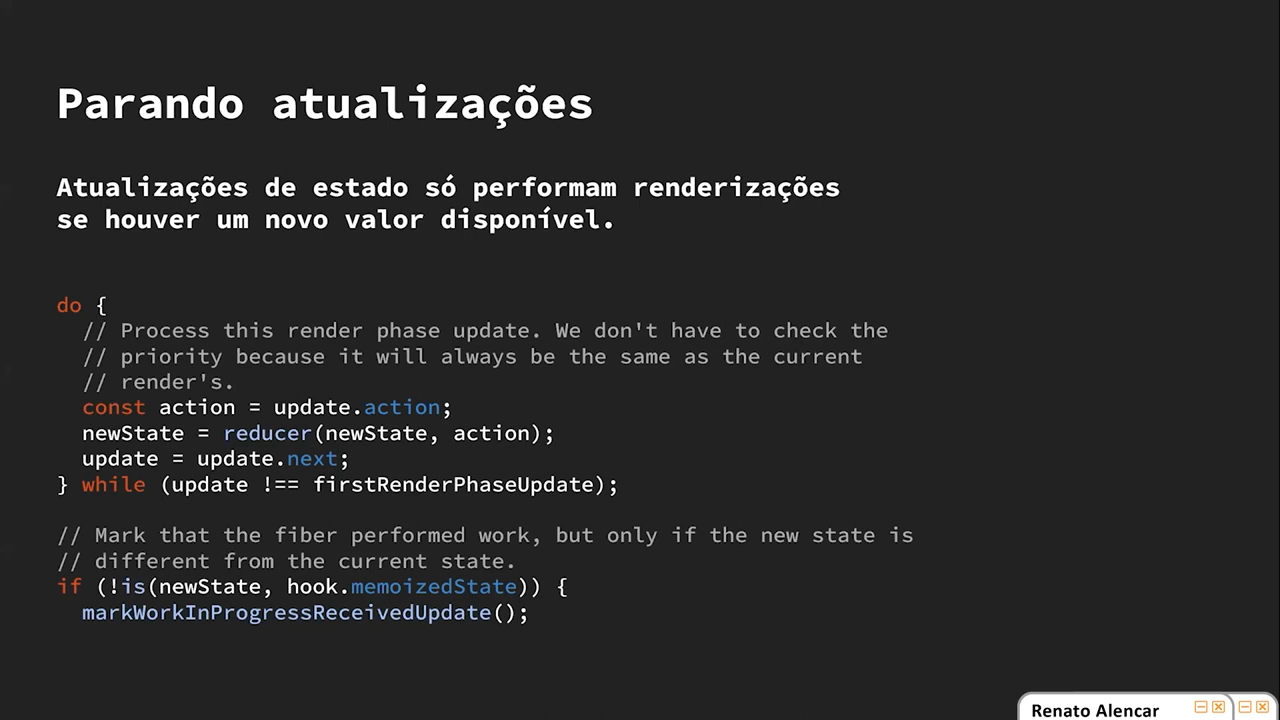 Parando atualizações
Atualizações de estado só performam renderizações
se houver um novo valor disponível.
do {
  // Process this render phase update. We don't have to check the
  // priority because it will always be the same as the current
  // render's.
  const action = update.action;
  newState = reducer(newState, action);
  update = update.next;
} while (update !== firstRenderPhaseUpdate);
// Mark that the fiber performed work, but only if the new state is
// different from the current state.
if (!is(newState, hook.memoizedState)) {
  markWorkInProgressReceivedUpdate();
Renato Alencar